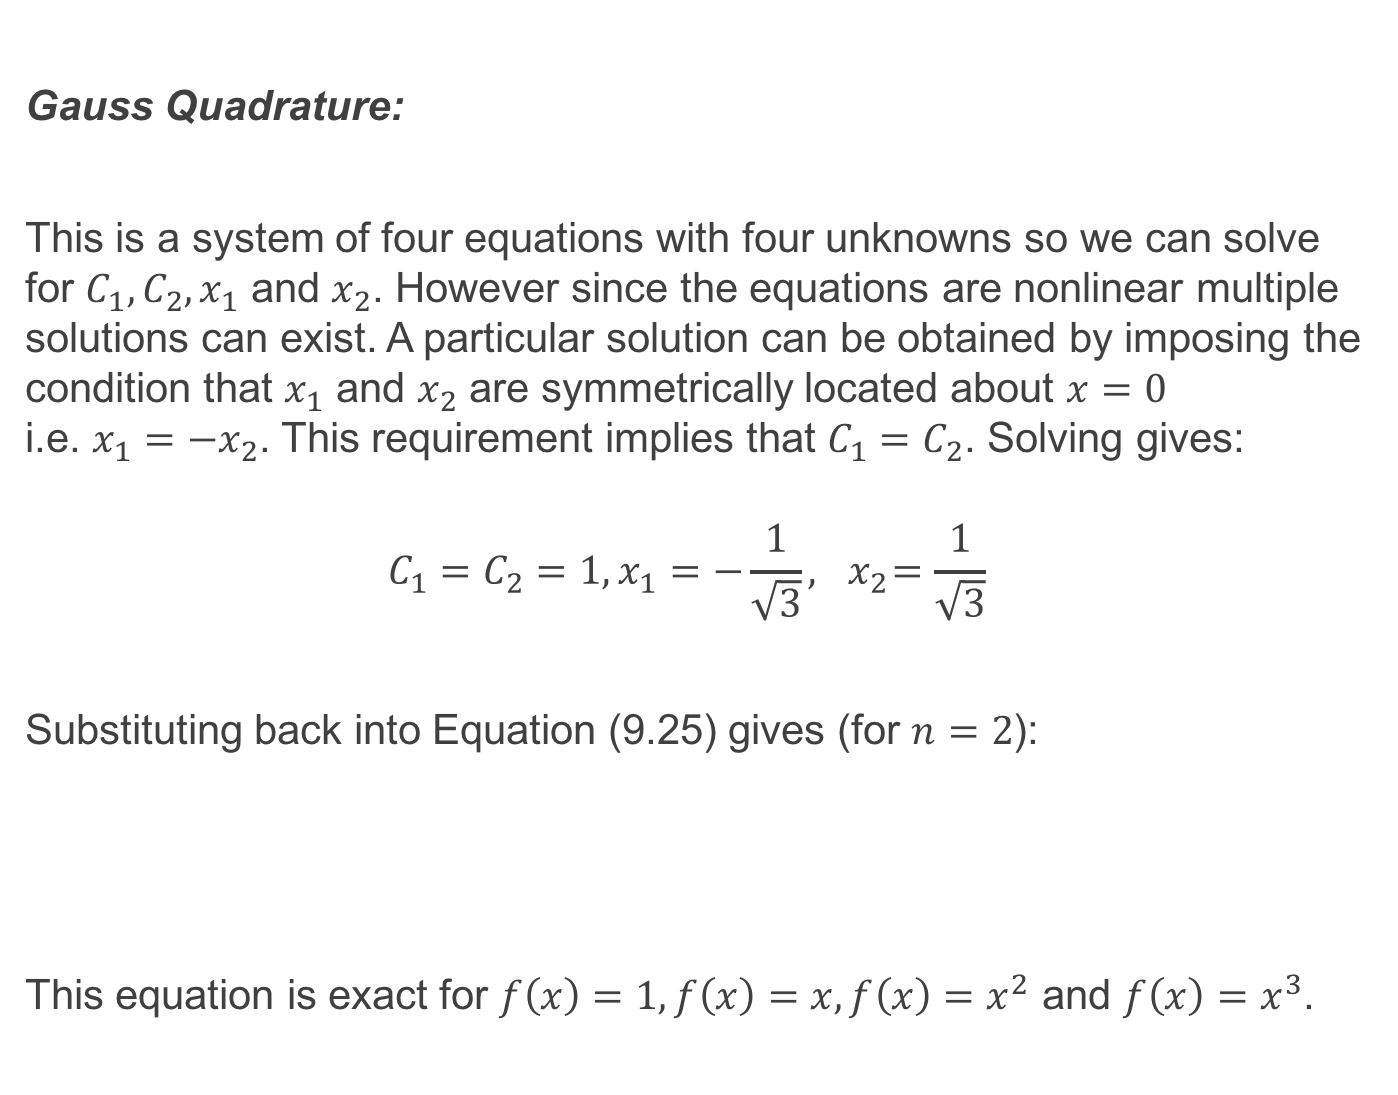 Gauss Quadrature:
This is a system of four equations with four unknowns so we can solve
for C₁, C₂, x₁ and x₂. However since the equations are nonlinear multiple
solutions can exist. A particular solution can be obtained by imposing the
condition that x₁ and x₂ are symmetrically located about x = 0
i.e. x₁ = −x₂. This requirement implies that C₁ = C₂. Solving gives:
C₁ = C₂ = 1, x₁ = −1/√3, x₂= 1/√3
Substituting back into Equation (9.25) gives (for n = 2):
This equation is exact for f(x) = 1, f(x) = x, f(x) = x² and f(x) = x³.